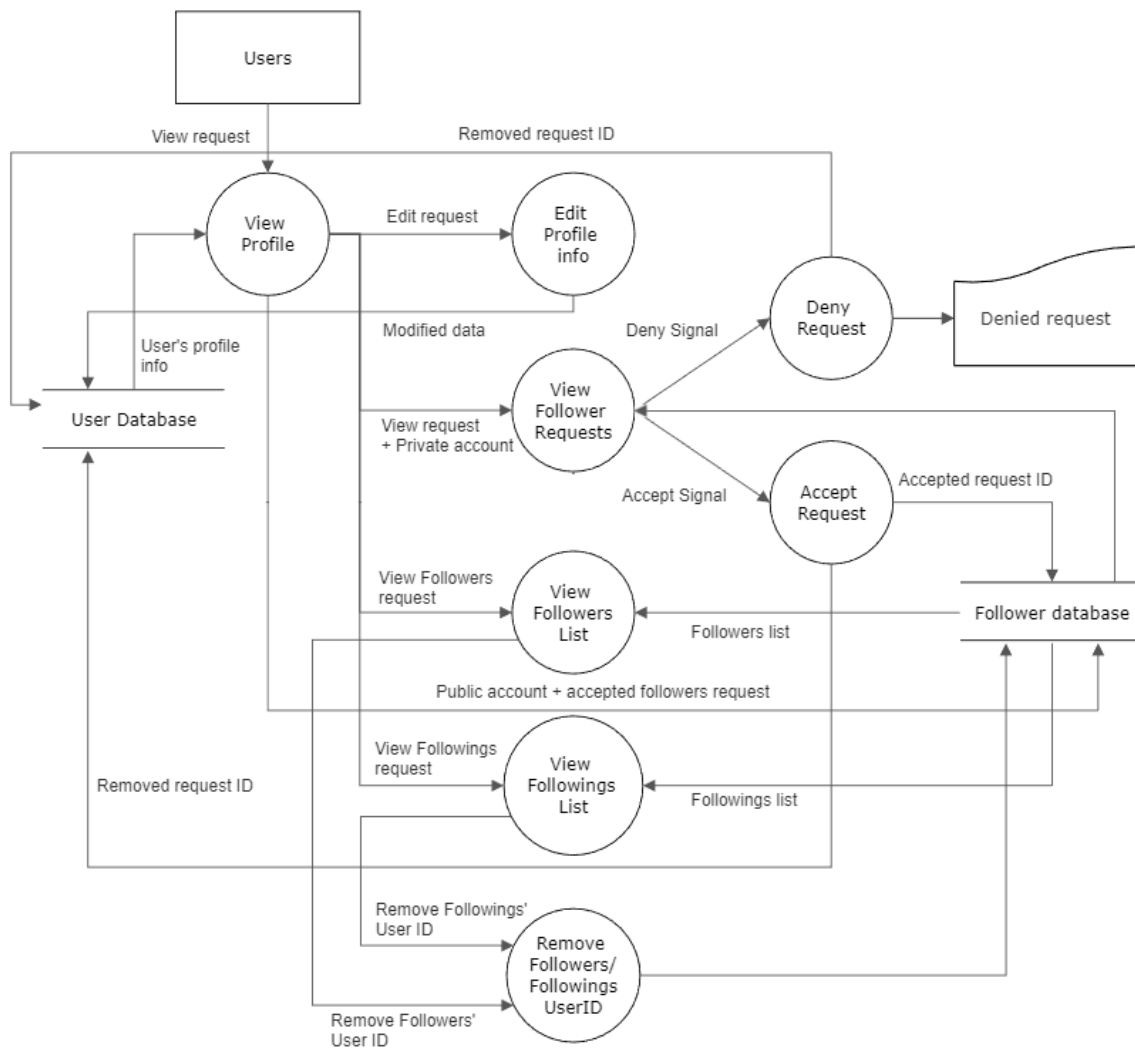 Users
View request
Removed request ID
View
Profile
Edit request
Edit
Profile
info
Modified data
User's profile
info
Deny
Request
Denied request
Deny Signal
User Database
View
Follower
Requests
View request
+ Private account
Accept Signal
Accept
Request
Accepted request ID
View Followers
request
View
Followers
List
Followers list
Follower database
Public account + accepted followers request
View Followings
request
View
Followings
List
Followings list
Removed request ID
Remove Followings'
User ID
Remove
Followers/
Followings
UserID
Remove Followers'
User ID